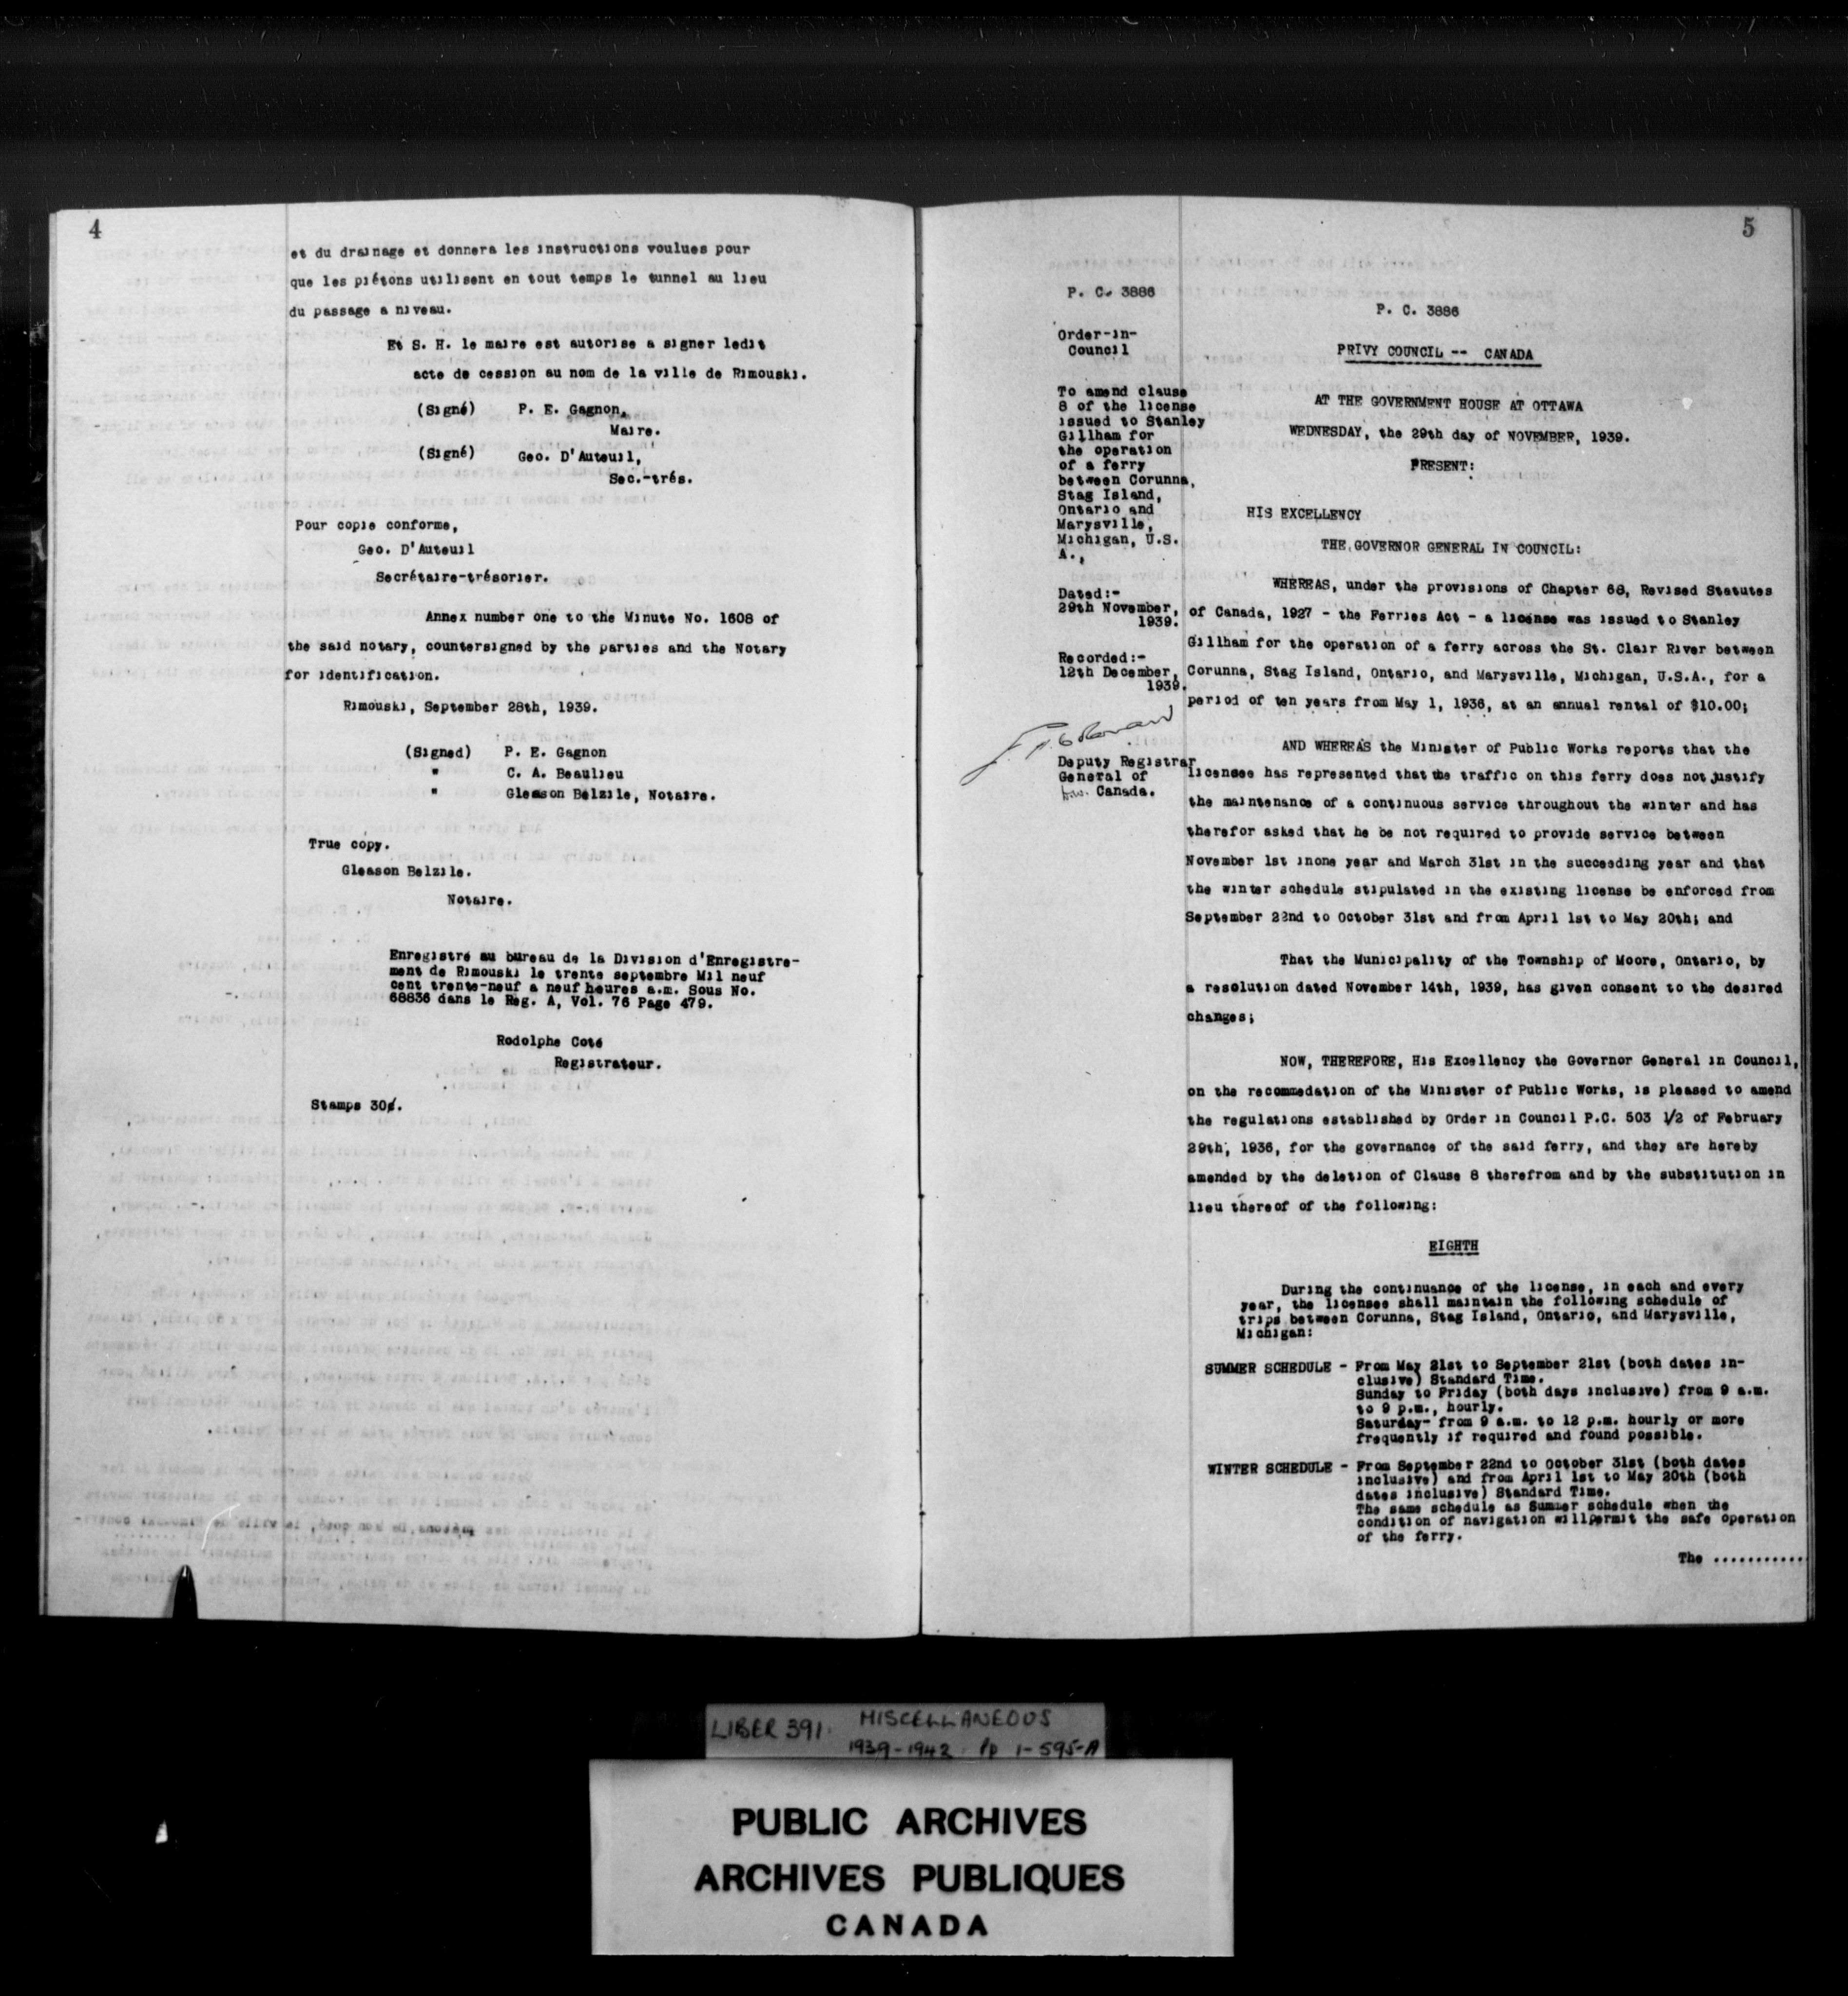 4
et du drainage et donnera les instructions voulues pour
que les piétons utilisent en tout temps le tunnel au lieu
du passage a niveau.
Et S. H. le maire est autorise a signer ledit
acte de cession au nom de la ville de Rimouski.
(Signé) P. E. Gagnon,
Maire.
(Signé) Geo. D'Auteuil,
Sec.-trés.
Pour copie conforme,
Geo. D'Auteuil
Secrétaire-trésorier.
Annex number one to the Minute No. 1608 of
the said notary, countersigned by the parties and the Notary
for identification.
Rimouski, September 28th, 1939.
(Signed) P. E. Gagnon
" C. A. Beaulieu
" Gleason Belzile, Notaire.
True copy.
Gleason Belzile.
Notaire.
Enregistré au bureau de la Division d'Enregistre-
ment de Rimouski le trente septembre Mil neuf
cent trente-neuf a neuf heures a.m. Sous No.
68836 dans le Reg. A, Vol. 76 Page 479.
Rodolphe Coté
Registrateur.
Stamps 30¢.
5
P. C. 3886
Order-in-
Council
To amend clause
8 of the license
issued to Stanley
Gillham for
the operation
of a ferry
between Corunna,
Stag Island,
Ontario and
Marysville,
Michigan, U.S.
A.,
Dated:-
29th November,
1939.
Recorded:-
12th December,
1939.
Deputy Registrar
General of
Canada.
P. C. 3886
PRIVY COUNCIL -- CANADA
AT THE GOVERNMENT HOUSE AT OTTAWA
WEDNESDAY, the 29th day of NOVEMBER, 1939.
PRESENT:
HIS EXCELLENCY
THE GOVERNOR GENERAL IN COUNCIL:
WHEREAS, under the provisions of Chapter 68, Revised Statutes
of Canada, 1927 - the Ferries Act - a license was issued to Stanley
Gillham for the operation of a ferry across the St. Clair River between
Corunna, Stag Island, Ontario, and Marysville, Michigan, U.S.A., for a
period of ten years from May 1, 1936, at an annual rental of $10.00;
AND WHEREAS the Minister of Public Works reports that the
licensee has represented that the traffic on this ferry does not justify
the maintenance of a continuous service throughout the winter and has
therefor asked that he be not required to provide service between
November 1st inone year and March 31st in the succeeding year and that
the winter schedule stipulated in the existing license be enforced from
September 22nd to October 31st and from April 1st to May 20th; and
That the Municipality of the Township of Moore, Ontario, by
a resolution dated November 14th, 1939, has given consent to the desired
changes;
NOW, THEREFORE, His Excellency the Governor General in Council,
on the recommedation of the Minister of Public Works, is pleased to amend
the regulations established by Order in Council P.C. 503 1/2 of February
29th, 1936, for the governance of the said ferry, and they are hereby
amended by the deletion of Clause 8 therefrom and by the substitution in
lieu thereof of the following:
EIGHTH
During the continuance of the license, in each and every
year, the licensee shall maintain the following schedule of
trips between Corunna, Stag Island, Ontario, and Marysville,
Michigan:
SUMMER SCHEDULE - From May 21st to September 21st (both dates in-
clusive) Standard Time.
Sunday to Friday (both days inclusive) from 9 a.m.
to 9 p.m., hourly.
Saturday- from 9 a.m. to 12 p.m. hourly or more
frequently if required and found possible.
WINTER SCHEDULE - From September 22nd to October 31st (both dates
inclusive) and from April 1st to May 20th (both
dates inclusive) Standard Time.
The same schedule as Summer schedule when the
condition of navigation willpermit the safe operation
of the ferry.
The ............
LIBER 391. MISCELLANEOUS
1939-1942 Pp 1-595-A
PUBLIC ARCHIVES
ARCHIVES PUBLIQUES
CANADA